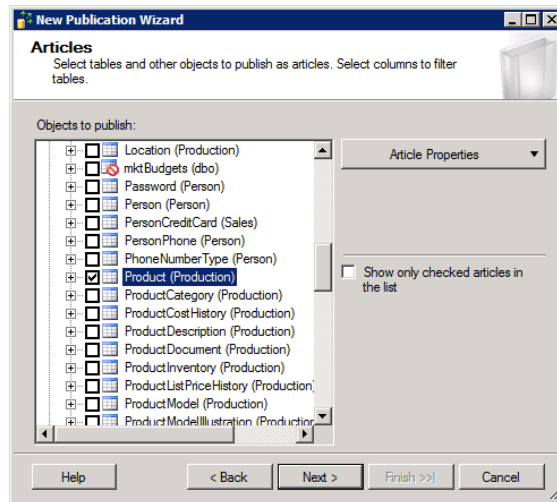 New Publication Wizard
Articles
Select tables and other objects to publish as articles. Select columns to filter
tables.
Objects to publish:
Location (Production)
mktBudgets (dbo)
Password (Person)
Person (Person)
PersonCreditCard (Sales)
PersonPhone (Person)
PhoneNumberType (Person)
Product (Production)
ProductCategory (Production)
ProductCostHistory (Production)
ProductDescription (Production)
ProductDocument (Production)
ProductInventory (Production)
ProductListPriceHistory (Production)
ProductModel (Production)
ProductModelIllustration (Production
Article Properties
Show only checked articles in
the list
Help
< Back
Next >
Finish >>|
Cancel